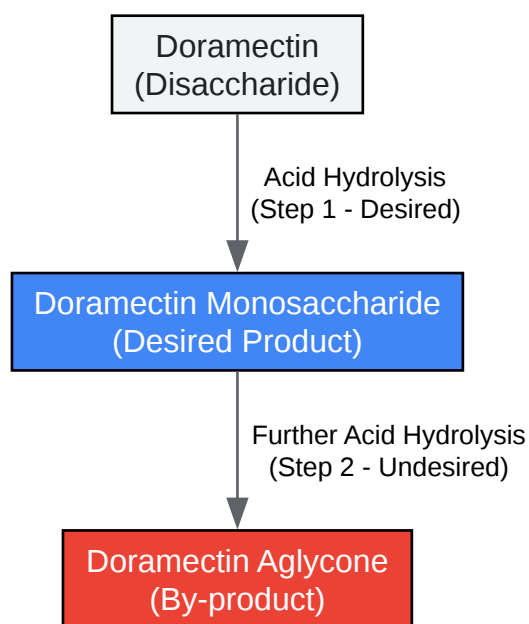 Doramectin
(Disaccharide)
Acid Hydrolysis
(Step 1 - Desired)
Doramectin Monosaccharide
(Desired Product)
Further Acid Hydrolysis
(Step 2 - Undesired)
Doramectin Aglycone
(By-product)